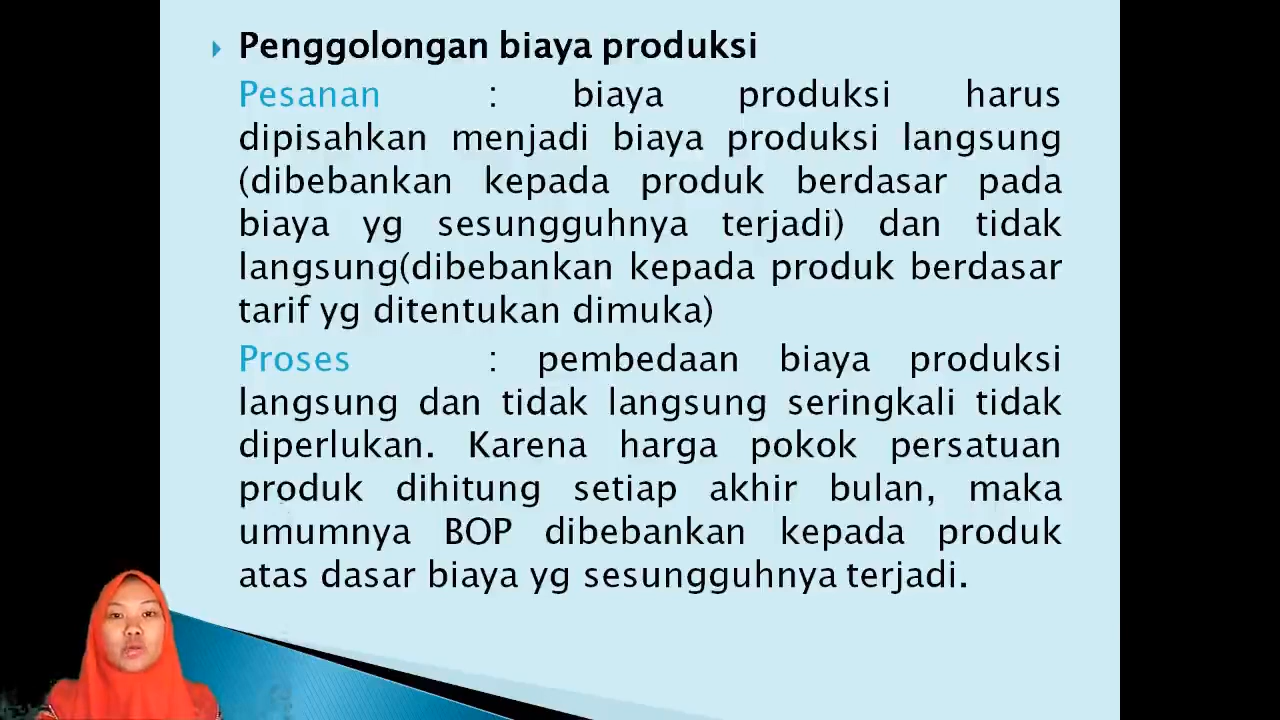 Penggolongan biaya produksi
Pesanan : biaya produksi harus
dipisahkan menjadi biaya produksi langsung
(dibebankan kepada produk berdasar pada
biaya yg sesungguhnya terjadi) dan tidak
langsung(dibebankan kepada produk berdasar
tarif yg ditentukan dimuka)
Proses : pembedaan biaya produksi
langsung dan tidak langsung seringkali tidak
diperlukan. Karena harga pokok persatuan
produk dihitung setiap akhir bulan, maka
umumnya BOP dibebankan kepada produk
atas dasar biaya yg sesungguhnya terjadi.